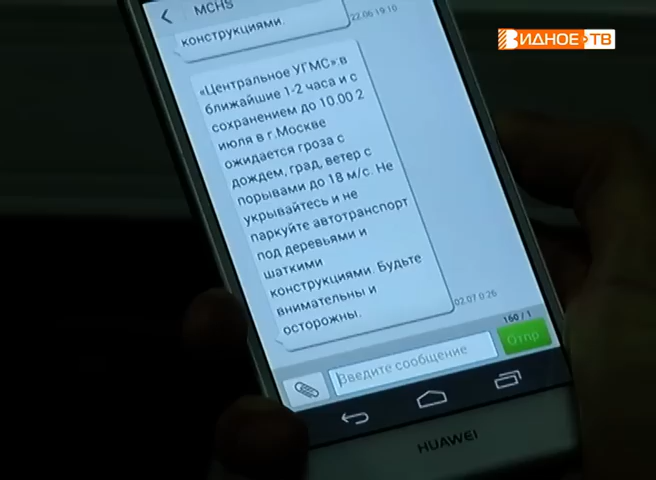 MCHS
конструкциями.
22.06 19:10
ВИДНОЕ ТВ
«Центральное УГМС»:в
ближайшие 1-2 часа и с
сохранением до 10.00 2
июля в г.Москве
ожидается гроза с
дождем, град, ветер с
порывами до 18 м/с. Не
укрывайтесь и не
паркуйте автотранспорт
под деревьями и
шаткими
конструкциями. Будьте
внимательны и
осторожны.
02.07 0:26
160/1
Введите сообщение
Отпр
HUAWEI